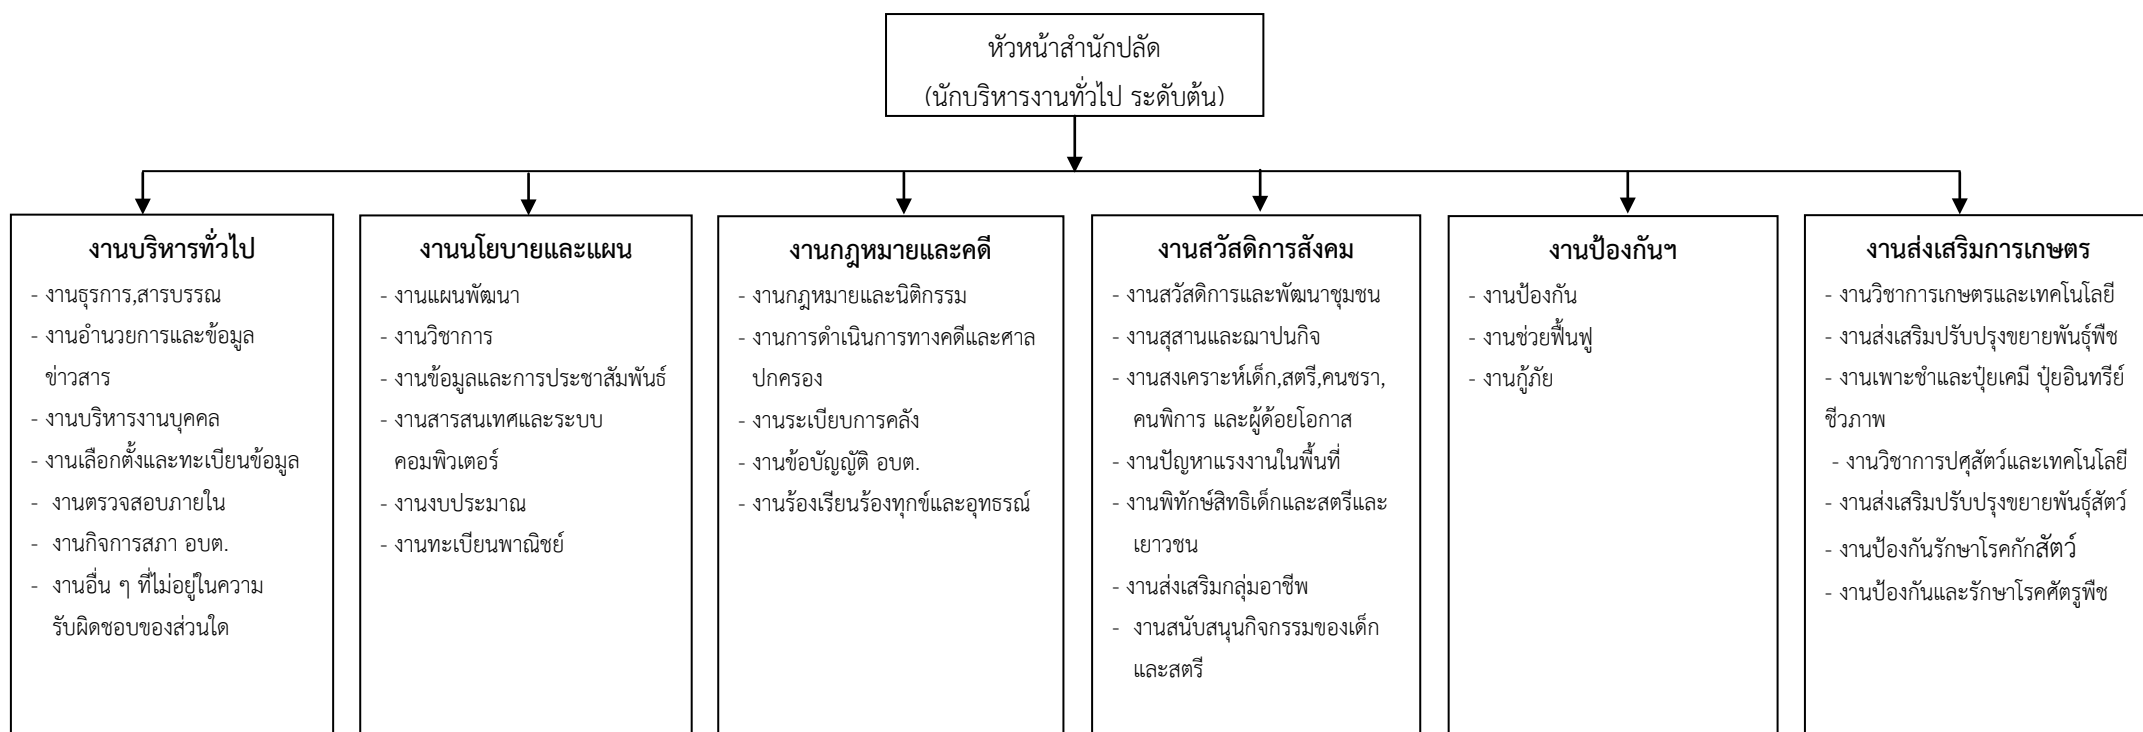 หัวหน้าสำนักปลัด
(นักบริหารงานทั่วไป ระดับต้น)
งานบริหารทั่วไป
- งานธุรการ,สารบรรณ
- งานอำนวยการและข้อมูล
ข่าวสาร
- งานบริหารงานบุคคล
- งานเลือกตั้งและทะเบียนข้อมูล
- งานตรวจสอบภายใน
- งานกิจการสภา อบต.
- งานอื่น ๆ ที่ไม่อยู่ในความ
รับผิดชอบของส่วนใด
งานนโยบายและแผน
- งานแผนพัฒนา
- งานวิชาการ
- งานข้อมูลและการประชาสัมพันธ์
- งานสารสนเทศและระบบ
คอมพิวเตอร์
- งานงบประมาณ
- งานทะเบียนพาณิชย์
งานกฎหมายและคดี
- งานกฎหมายและนิติกรรม
- งานการดำเนินการทางคดีและศาล
ปกครอง
- งานระเบียบการคลัง
- งานข้อบัญญัติ อบต.
- งานร้องเรียนร้องทุกข์และอุทธรณ์
งานสวัสดิการสังคม
- งานสวัสดิการและพัฒนาชุมชน
- งานสุสานและฌาปนกิจ
- งานสงเคราะห์เด็ก,สตรี,คนชรา,
คนพิการ และผู้ด้อยโอกาส
- งานปัญหาแรงงานในพื้นที่
- งานพิทักษ์สิทธิเด็กและสตรีและ
เยาวชน
- งานส่งเสริมกลุ่มอาชีพ
- งานสนับสนุนกิจกรรมของเด็ก
และสตรี
งานป้องกันฯ
- งานป้องกัน
- งานช่วยฟื้นฟู
- งานกู้ภัย
งานส่งเสริมการเกษตร
- งานวิชาการเกษตรและเทคโนโลยี
- งานส่งเสริมปรับปรุงขยายพันธุ์พืช
- งานเพาะชำและปุ๋ยเคมี ปุ๋ยอินทรีย์
ชีวภาพ
- งานวิชาการปศุสัตว์และเทคโนโลยี
- งานส่งเสริมปรับปรุงขยายพันธุ์สัตว์
- งานป้องกันรักษาโรคกักสัตว์
- งานป้องกันและรักษาโรคศัตรูพืช